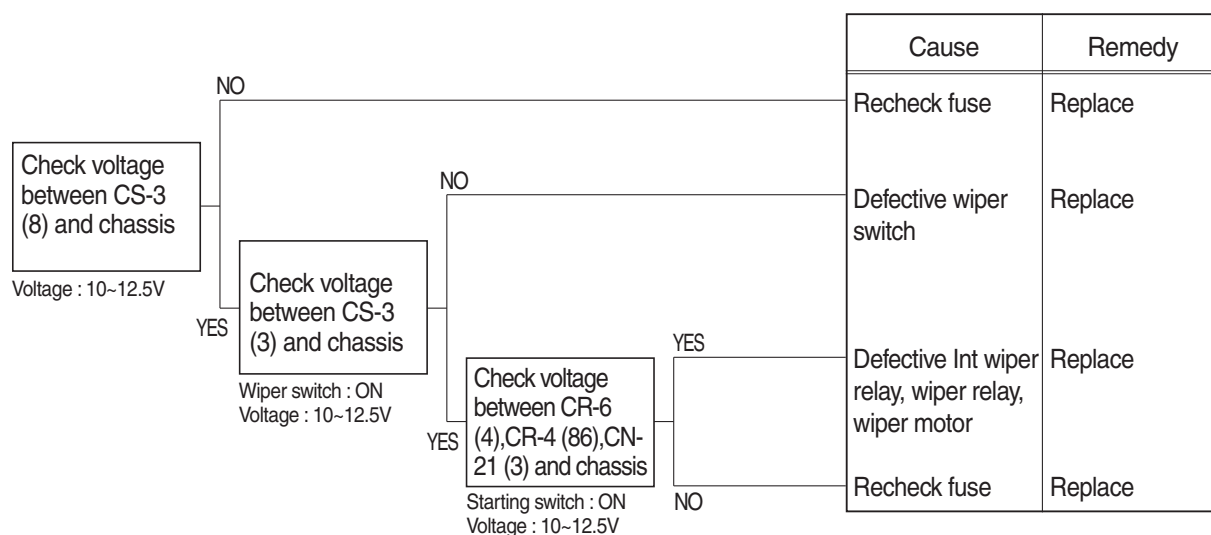 Cause
Remedy
NO
Recheck fuse
Replace
Check voltage
between CS-3
(8) and chassis
Voltage : 10~12.5V
NO
Defective wiper
switch
Replace
YES
Check voltage
between CS-3
(3) and chassis
Wiper switch : ON
Voltage : 10~12.5V
YES
Check voltage
between CR-6
(4),CR-4 (86),CN-
21 (3) and chassis
Starting switch : ON
Voltage : 10~12.5V
YES
Defective Int wiper
relay, wiper relay,
wiper motor
Replace
NO
Recheck fuse
Replace